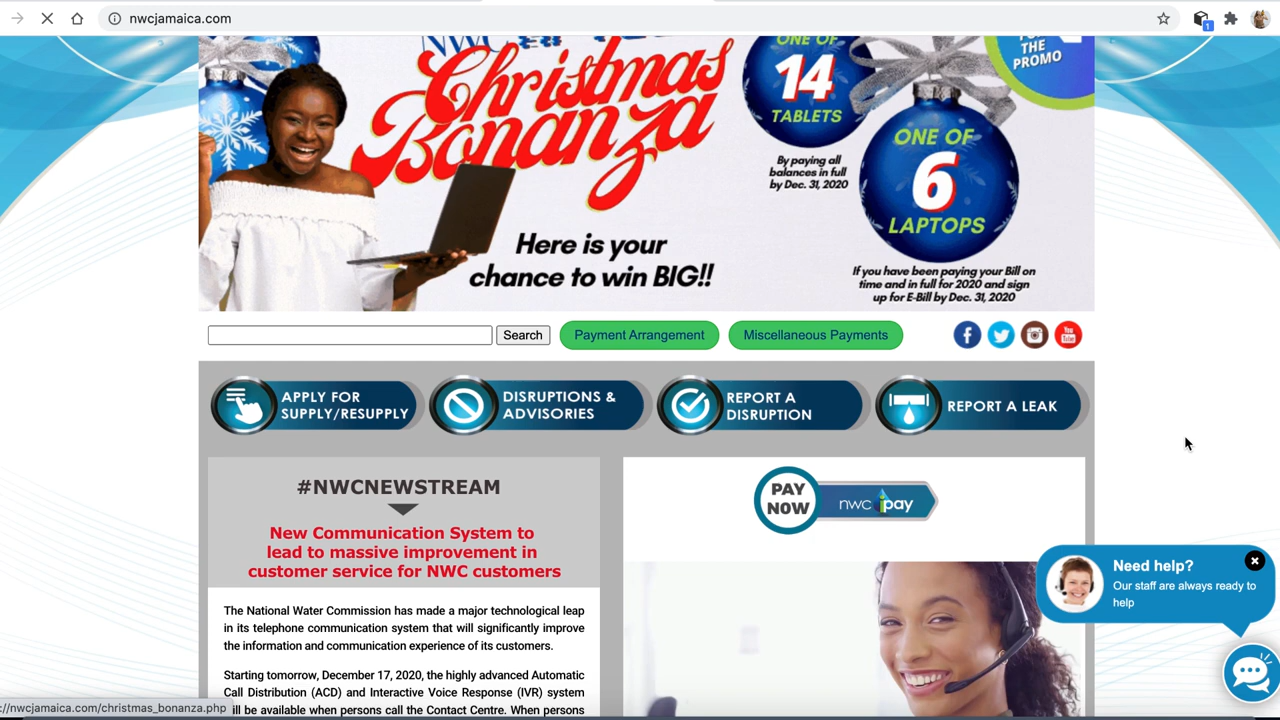 nwcjamaica.com
1
NWC
Christmas
Bonanza
ONE OF
14
TABLETS
By paying all
balances in full
by Dec. 31, 2020
THE
PROMO
ONE OF
6
LAPTOPS
If you have been paying your Bill on
time and in full for 2020 and sign
up for E-Bill by Dec. 31, 2020
Here is your
chance to win BIG!!
Search
Payment Arrangement
Miscellaneous Payments
You
Tube
APPLY FOR
SUPPLY/RESUPPLY
DISRUPTIONS &
ADVISORIES
REPORT A
DISRUPTION
REPORT A LEAK
#NWCNEWSTREAM
New Communication System to
lead to massive improvement in
customer service for NWC customers
The National Water Commission has made a major technological leap
in its telephone communication system that will significantly improve
the information and communication experience of its customers.
Starting tomorrow, December 17, 2020, the highly advanced Automatic
Call Distribution (ACD) and Interactive Voice Response (IVR) system
ill be available when persons call the Contact Centre. When persons
PAY
NOW
nwc ipay
Need help?
Our staff are always ready to
help
://nwcjamaica.com/christmas_bonanza.php